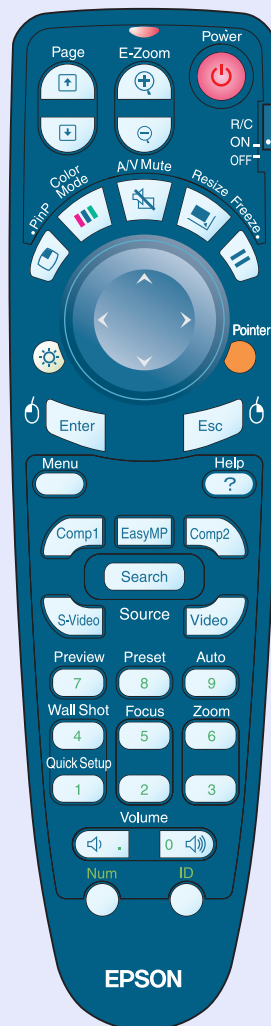 Page E-Zoom Power
R/C
ON
OFF
PinP Color Mode A/V Mute Resize Freeze
Pointer
Enter Esc
Menu Help
?
Comp1 EasyMP Comp2
Search
S-Video Source Video
Preview Preset Auto
7 8 9
Wall Shot Focus Zoom
4 5 6
Quick Setup
1 2 3
Volume
. 0
Num ID
EPSON